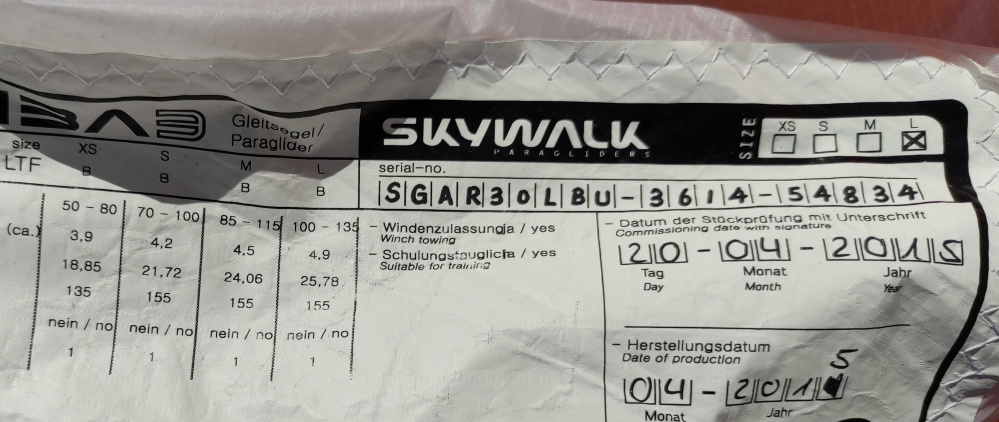 Gleitsegel/
Paraglider
size XS S M L
LTF B B B B
50 - 80 70 - 100 85 - 115 100 - 135
(ca.) 3,9 4,2 4,5 4,9
18,85 21,72 24,06 25,78
135 155 155 155
nein / no nein / no nein / no nein / no
1 1 1 1
SKYWALK
PARAGLIDERS
SIZE XS S M L
serial-no.
SGAR30LBU-3614-54834
- Windenzulassung ja / yes
Winch towing
- Schulungstauglich ja / yes
Suitable for training
- Datum der Stückprüfung mit Unterschrift
Commissioning date with signature
20 - 04 - 2015
Tag Monat Jahr
Day Month Year
- Herstellungsdatum
Date of production
5
04 - 201
Monat Jahr